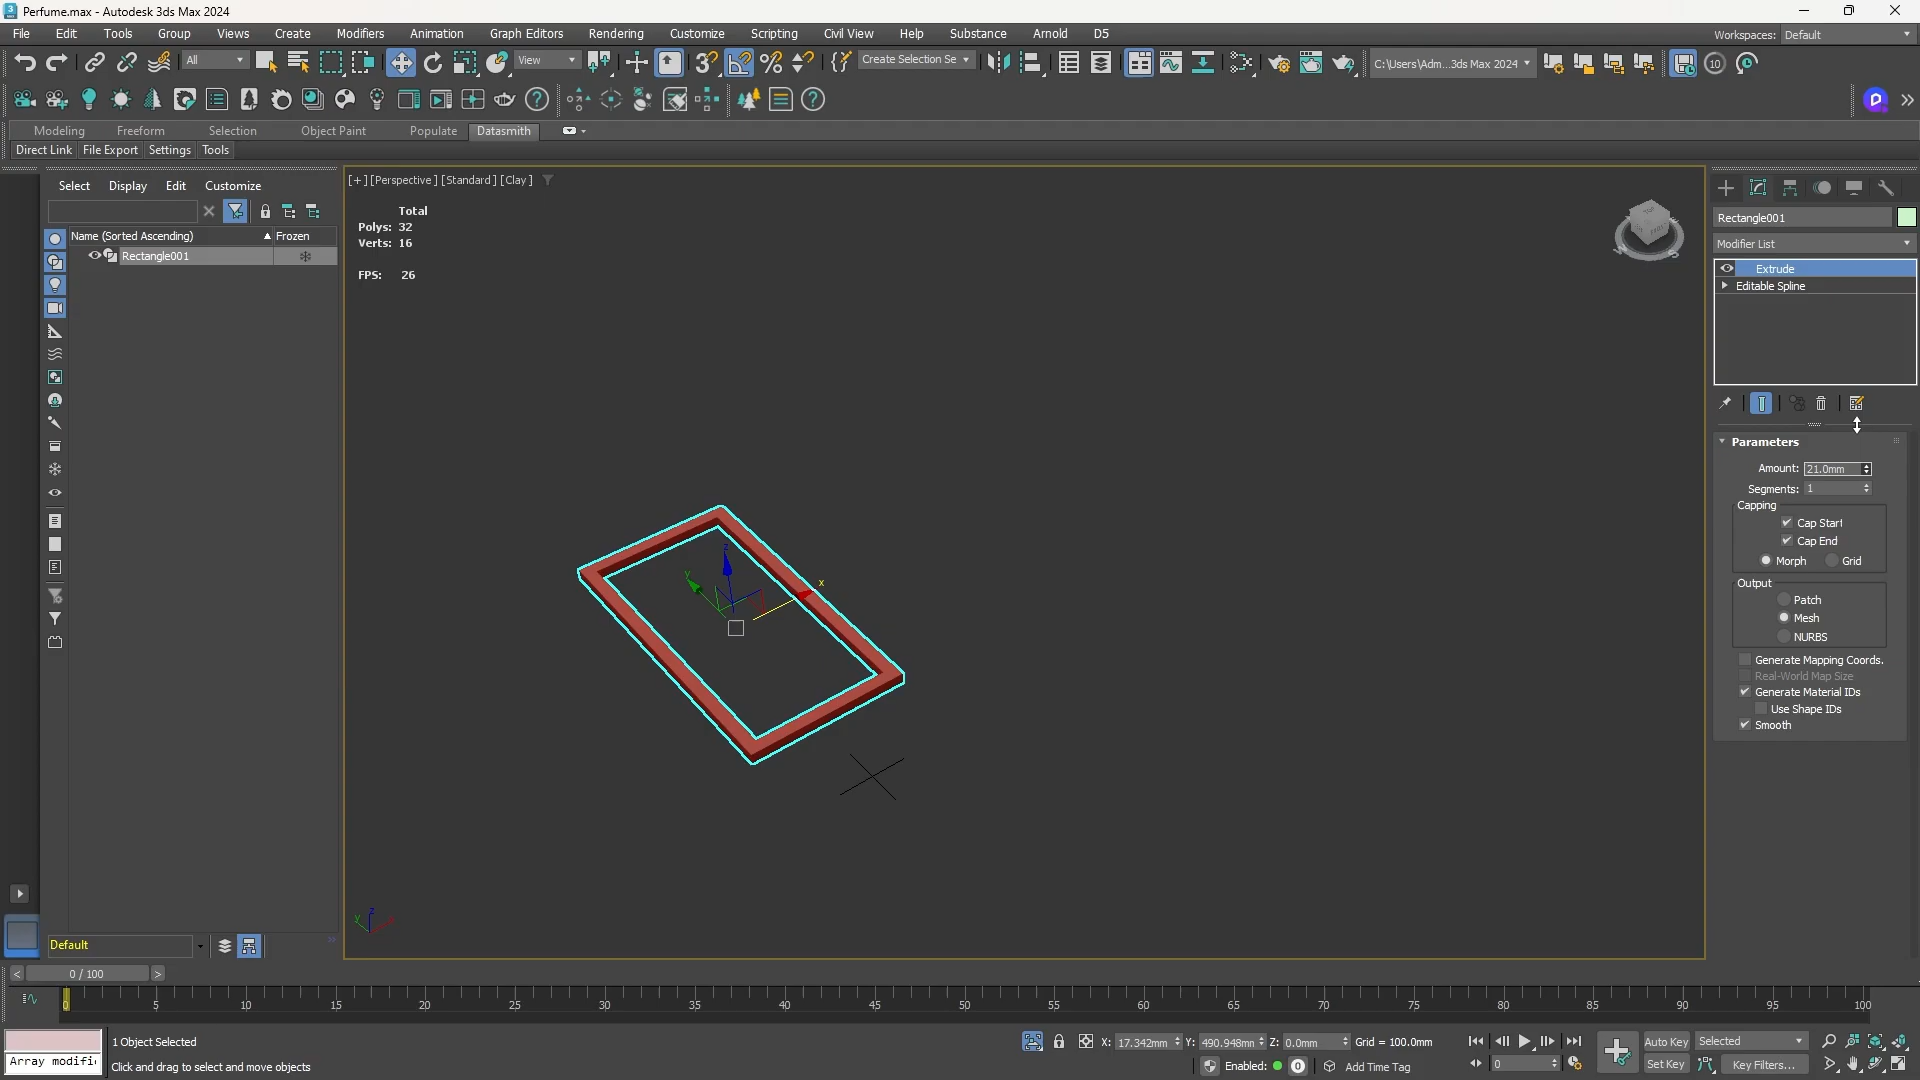 Perfume.max - Autodesk 3ds Max 2024
File Edit Tools Group Views Create Modifiers Animation Graph Editors Rendering Customize Scripting Civil View Help Substance Arnold D5 Workspaces: Default
All View Create Selection Se C:\Users\Adm...3ds Max 2024 10
Modeling Freeform Selection Object Paint Populate Datasmith
Direct Link File Export Settings Tools
Select Display Edit Customize
Name (Sorted Ascending) Frozen
Rectangle001
[+] [Perspective] [Standard] [Clay]
Total
Polys: 32
Verts: 16
FPS: 26
z
y
x
TOP
FRONT
W
S
y z
Rectangle001
Modifier List
Extrude
Editable Spline
Parameters
Amount: 21.0mm
Segments: 1
Capping
Cap Start
Cap End
Morph Grid
Output
Patch
Mesh
NURBS
Generate Mapping Coords.
Real-World Map Size
Generate Material IDs
Use Shape IDs
Smooth
Default
< 0 / 100 >
0 5 10 15 20 25 30 35 40 45 50 55 60 65 70 75 80 85 90 95 100
1 Object Selected X: 17.342mm Y: 490.948mm Z: 0.0mm Grid = 100.0mm Auto Key Selected
Array modifi Click and drag to select and move objects Enabled: 0 Add Time Tag 0 Set Key Key Filters...